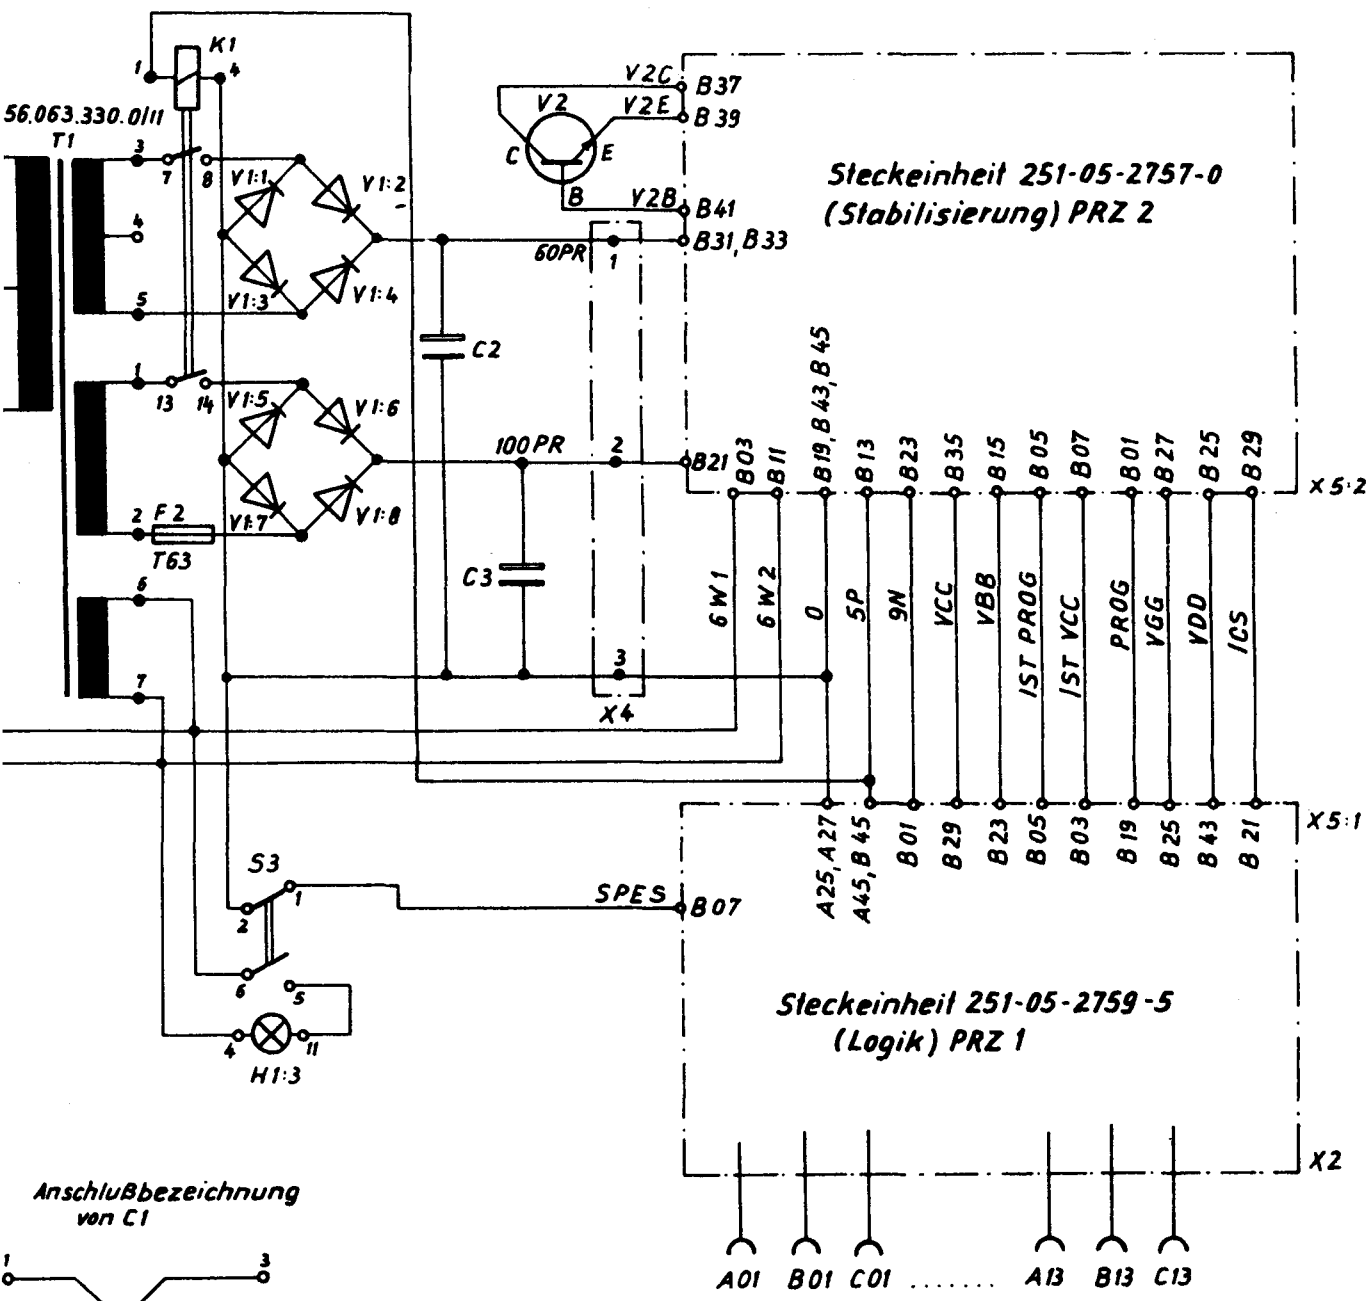 K1
1
4
56.063.330.0/11
T1
3
7
8
4
5
V1:1
V1:2
V1:3
V1:4
1
13
14
V1:5
V1:6
V1:7
V1:8
2
F2
T63
6
7
C2
C3
60PR
100PR
1
2
3
X4
V2
C
E
B
V2C
V2E
V2B
B37
B39
B41
B31, B33
B21
Steckeinheit 251-05-2757-0
(Stabilisierung) PRZ 2
B03
B11
B19, B43, B45
B13
B23
B35
B15
B05
B07
B01
B27
B25
B29
X5:2
6W1
6W2
0
5P
9N
VCC
VBB
IST PROG
IST VCC
PROG
VGG
VDD
ICS
A25, A27
A45, B45
B01
B29
B23
B05
B03
B19
B25
B43
B21
X5:1
S3
1
2
6
5
SPES
B07
4
11
H1:3
Steckeinheit 251-05-2759-5
(Logik) PRZ 1
X2
A01 B01 C01 ....... A13 B13 C13
Anschlußbezeichnung
von C1
1
3